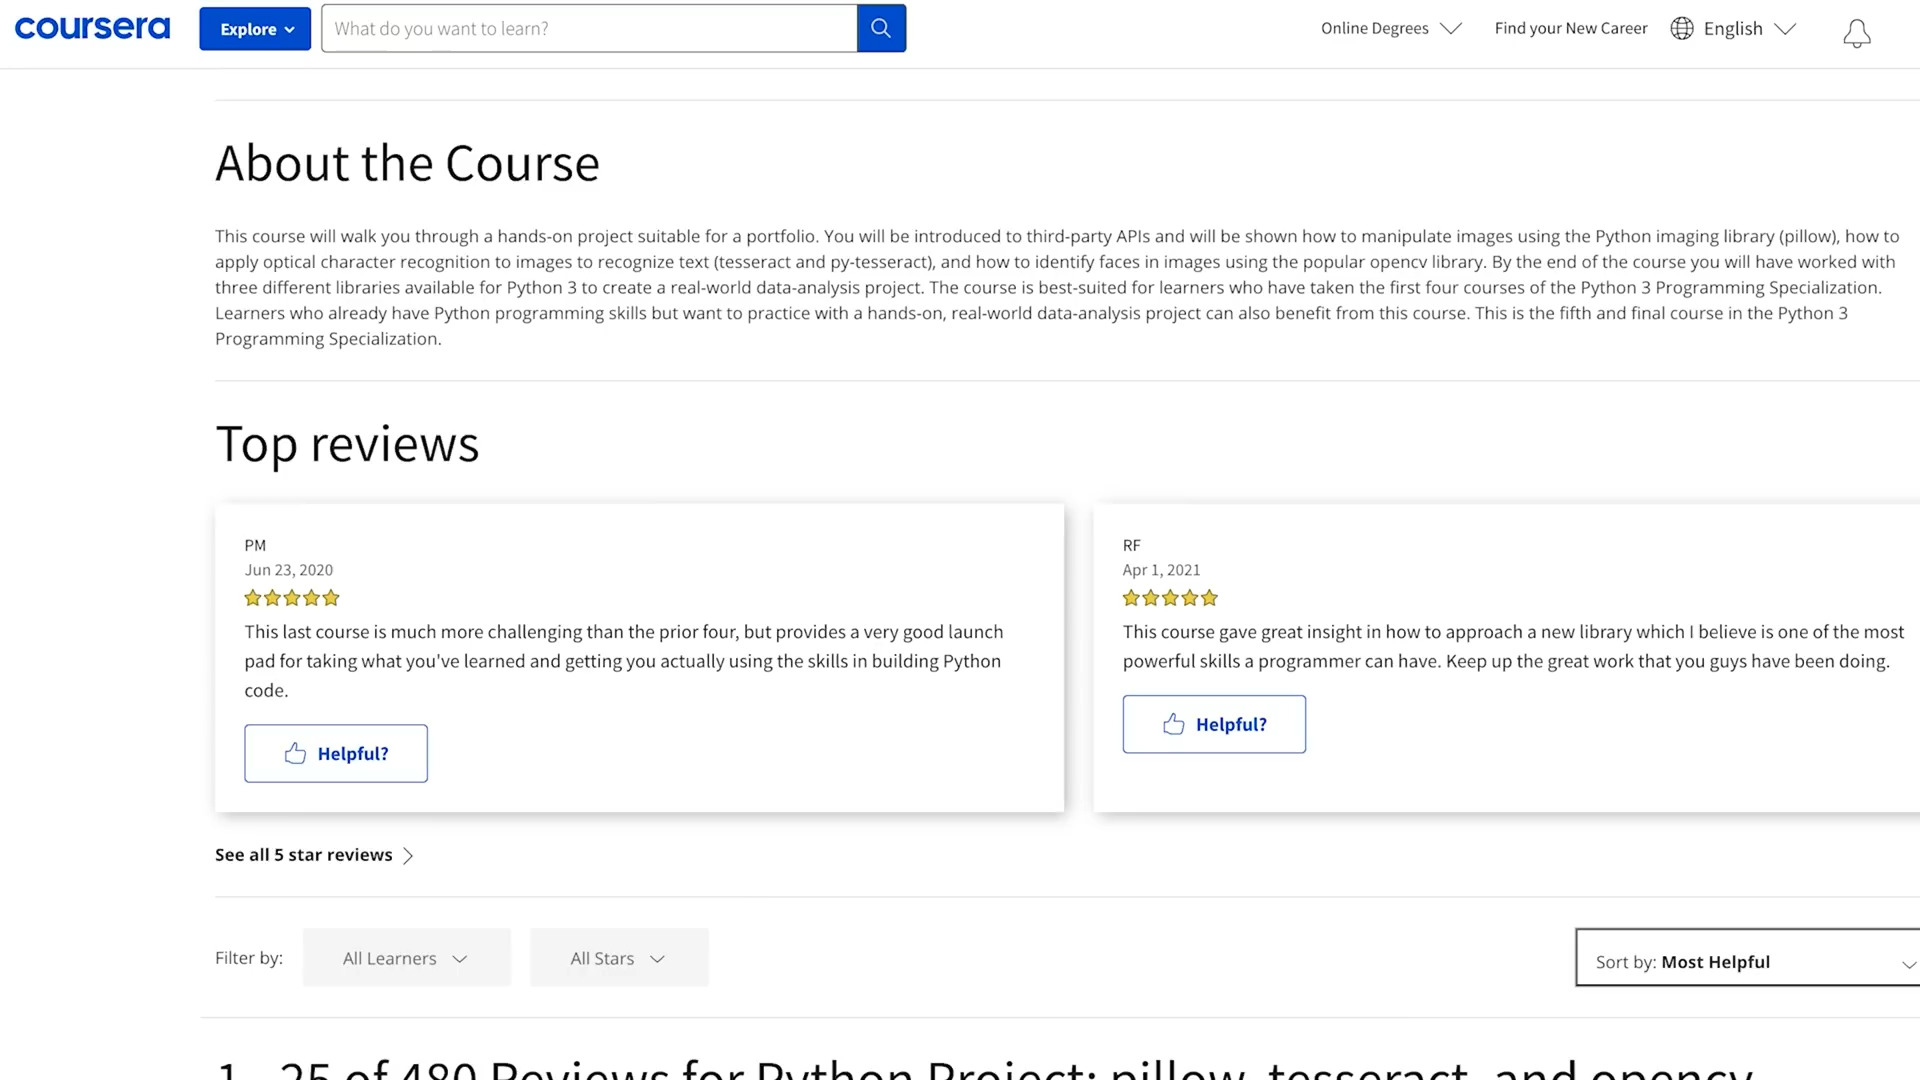 coursera
Explore
What do you want to learn?
Online Degrees
Find your New Career
English
About the Course
This course will walk you through a hands-on project suitable for a portfolio. You will be introduced to third-party APIs and will be shown how to manipulate images using the Python imaging library (pillow), how to
apply optical character recognition to images to recognize text (tesseract and py-tesseract), and how to identify faces in images using the popular opencv library. By the end of the course you will have worked with
three different libraries available for Python 3 to create a real-world data-analysis project. The course is best-suited for learners who have taken the first four courses of the Python 3 Programming Specialization.
Learners who already have Python programming skills but want to practice with a hands-on, real-world data-analysis project can also benefit from this course. This is the fifth and final course in the Python 3
Programming Specialization.
Top reviews
PM
Jun 23, 2020
This last course is much more challenging than the prior four, but provides a very good launch
pad for taking what you've learned and getting you actually using the skills in building Python
code.
Helpful?
RF
Apr 1, 2021
This course gave great insight in how to approach a new library which I believe is one of the most
powerful skills a programmer can have. Keep up the great work that you guys have been doing.
Helpful?
See all 5 star reviews
Filter by:
All Learners
All Stars
Sort by: Most Helpful
1 - 25 of 480 Reviews for Python Project: pillow, tesseract, and opencv